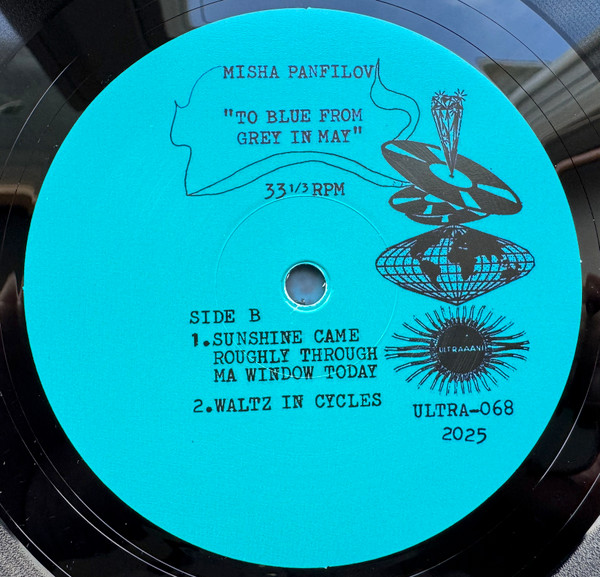 MISHA PANFILOV
"TO BLUE FROM
GREY IN MAY"
33 1/3 RPM
SIDE B
1.SUNSHINE CAME
ROUGHLY THROUGH
MA WINDOW TODAY
2.WALTZ IN CYCLES
ULTRAAANI
ULTRA-068
2025